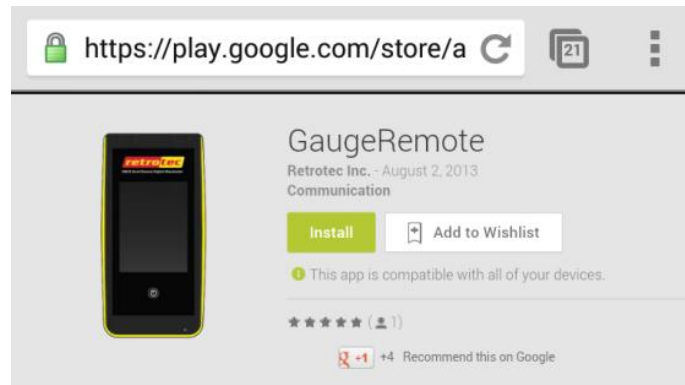 https://play.google.com/store/a
21
GaugeRemote
retrotec
Retrotec Inc. - August 2, 2013
Communication
Install
Add to Wishlist
This app is compatible with all of your devices.
(1)
g +1 +4 Recommend this on Google